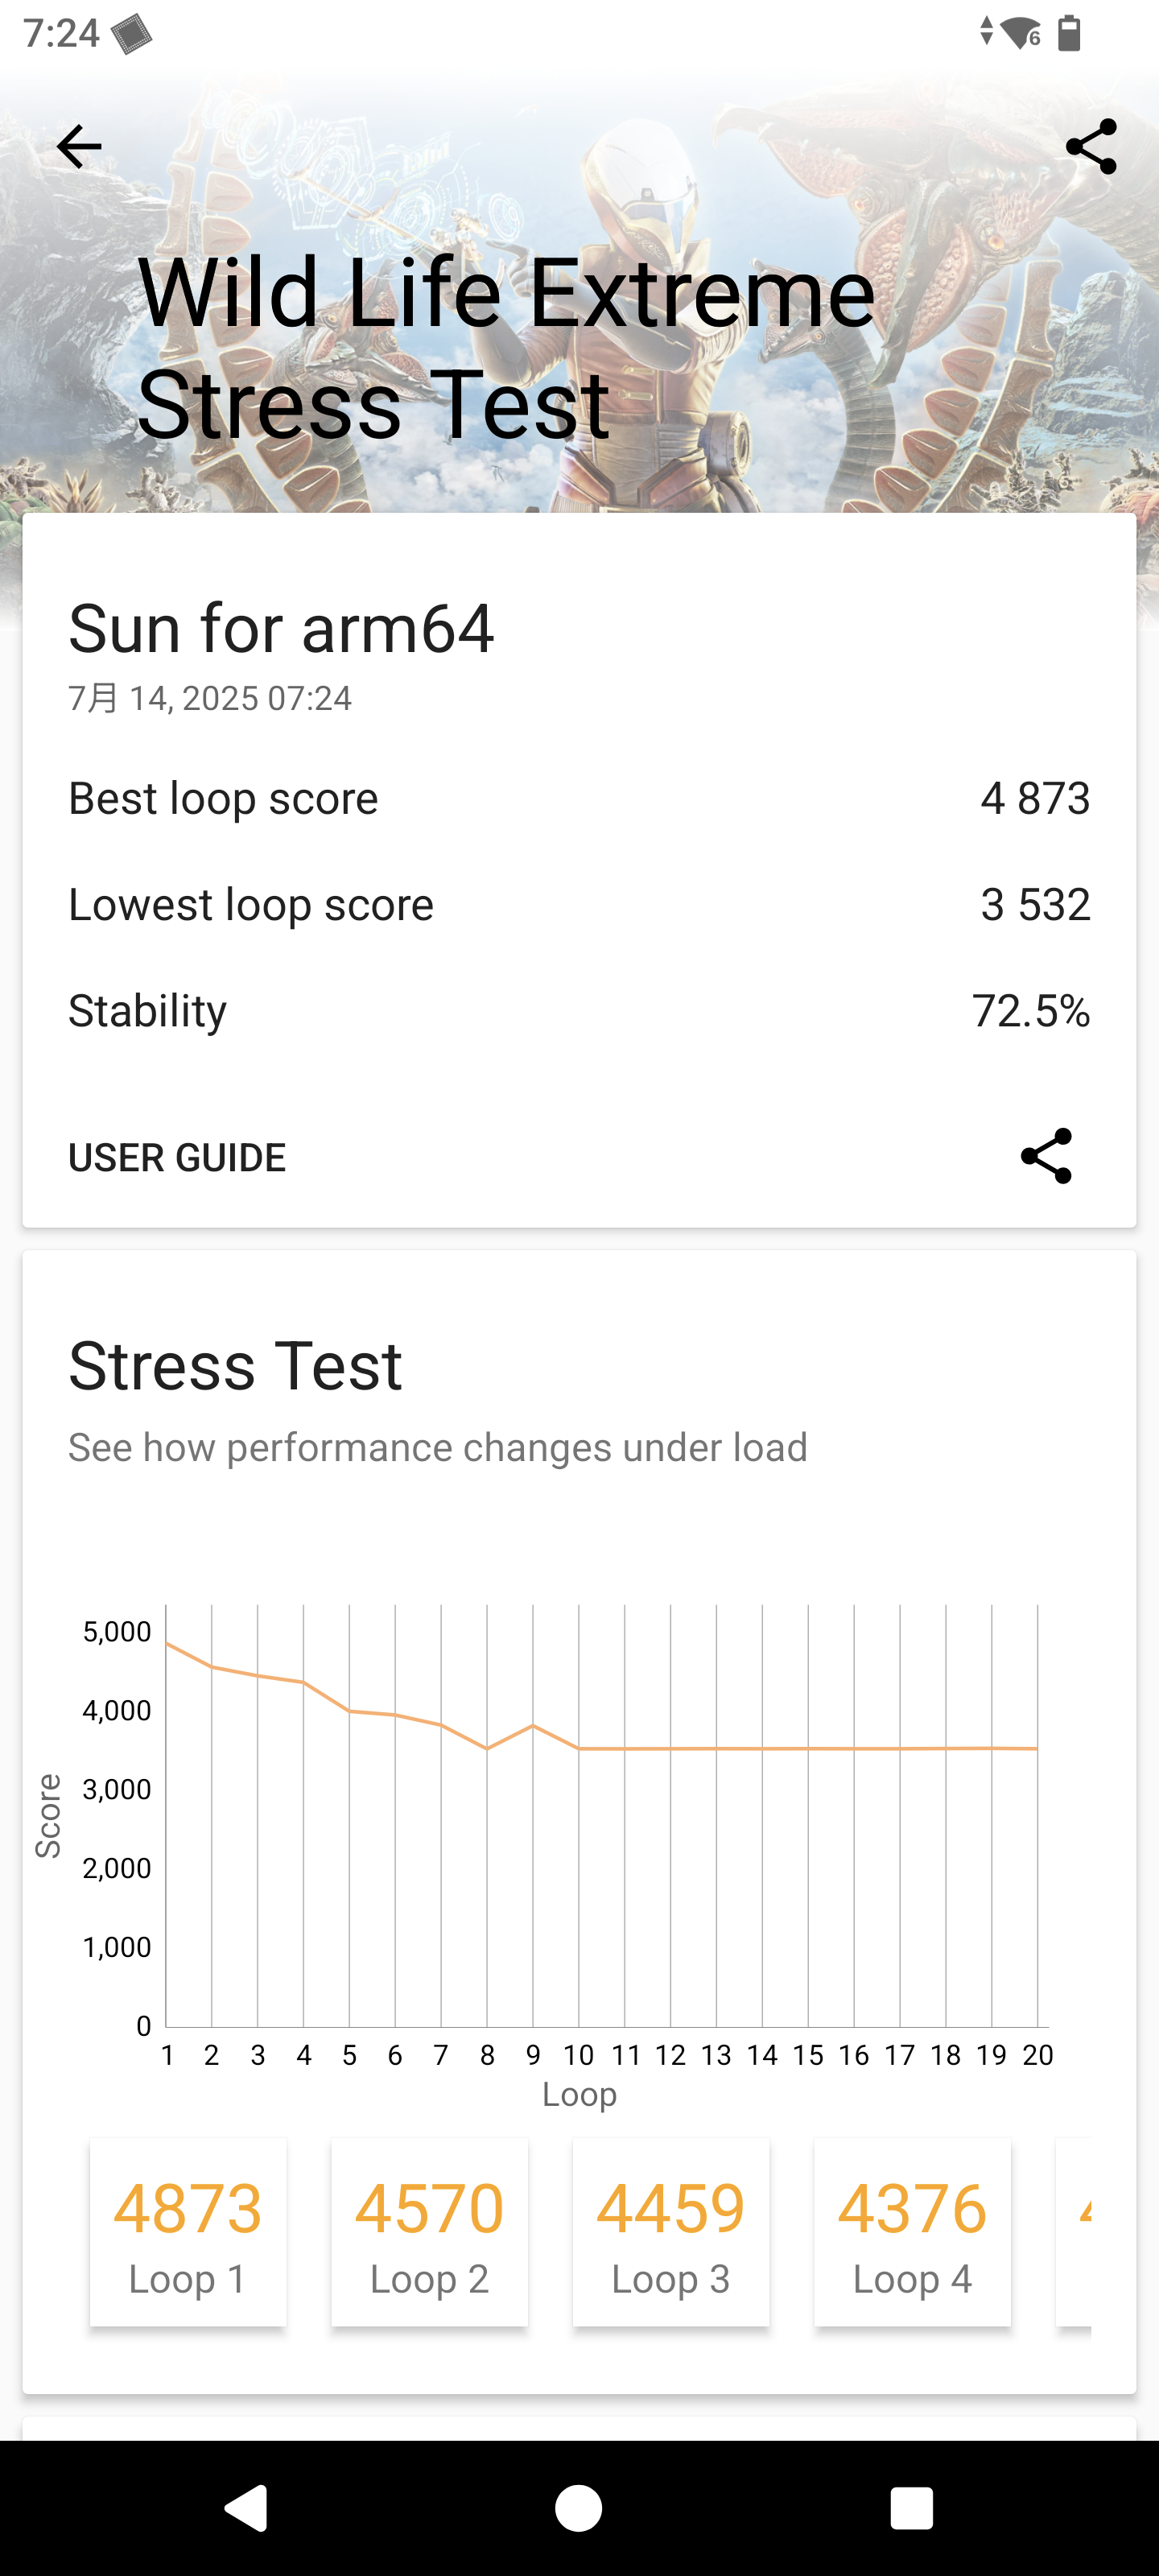 7:24
6
Wild Life Extreme
Stress Test
Sun for arm64
7月 14, 2025 07:24
Best loop score 4 873
Lowest loop score 3 532
Stability 72.5%
USER GUIDE
Stress Test
See how performance changes under load
5,000
4,000
3,000
2,000
1,000
0
Score
1 2 3 4 5 6 7 8 9 10 11 12 13 14 15 16 17 18 19 20
Loop
4873 4570 4459 4376
Loop 1 Loop 2 Loop 3 Loop 4